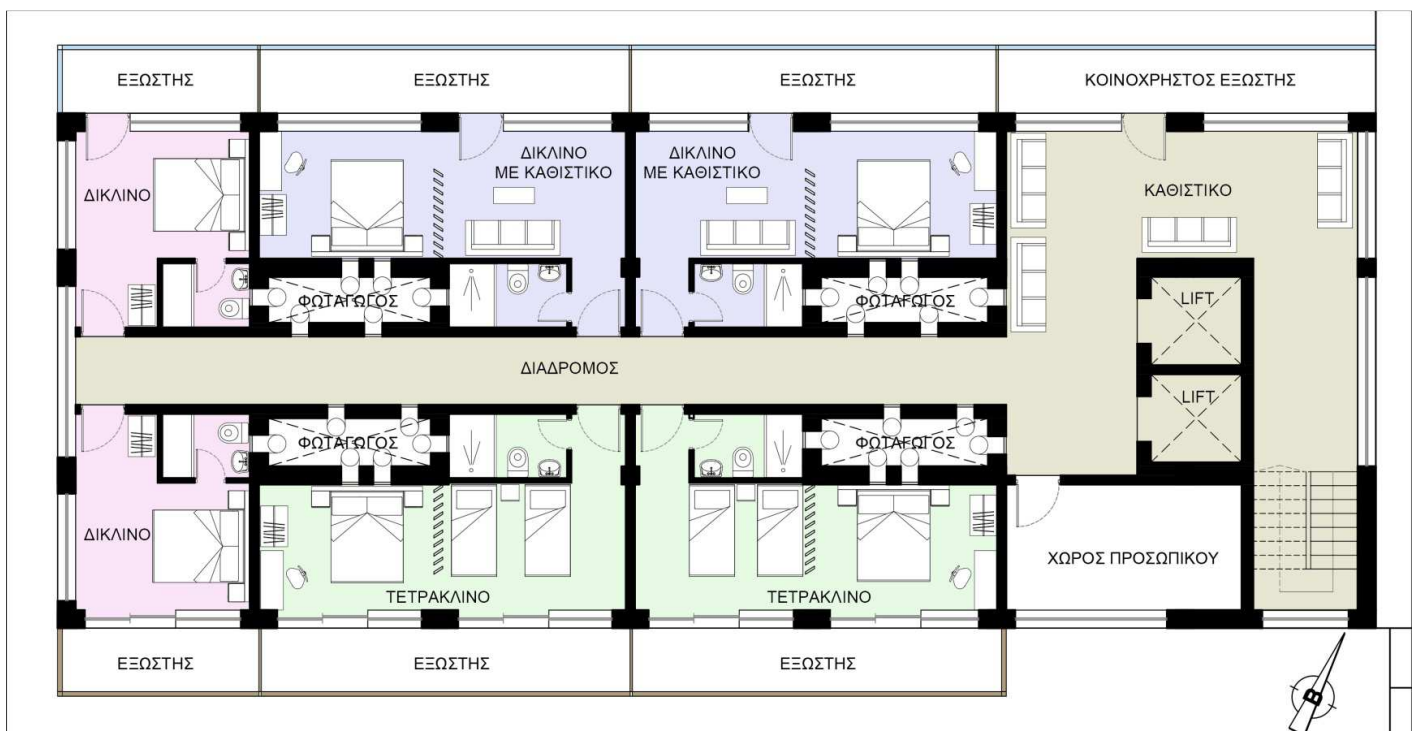 ΕΞΩΣΤΗΣ
ΕΞΩΣΤΗΣ
ΕΞΩΣΤΗΣ
ΚΟΙΝΟΧΡΗΣΤΟΣ ΕΞΩΣΤΗΣ
ΔΙΚΛΙΝΟ
ΔΙΚΛΙΝΟ
ΜΕ ΚΑΘΙΣΤΙΚΟ
ΔΙΚΛΙΝΟ
ΜΕ ΚΑΘΙΣΤΙΚΟ
ΚΑΘΙΣΤΙΚΟ
ΦΩΤΑΓΩΓΟΣ
ΦΩΤΑΓΩΓΟΣ
LIFT
ΔΙΑΔΡΟΜΟΣ
LIFT
ΦΩΤΑΓΩΓΟΣ
ΦΩΤΑΓΩΓΟΣ
ΔΙΚΛΙΝΟ
ΤΕΤΡΑΚΛΙΝΟ
ΤΕΤΡΑΚΛΙΝΟ
ΧΩΡΟΣ ΠΡΟΣΩΠΙΚΟΥ
ΕΞΩΣΤΗΣ
ΕΞΩΣΤΗΣ
ΕΞΩΣΤΗΣ
Β